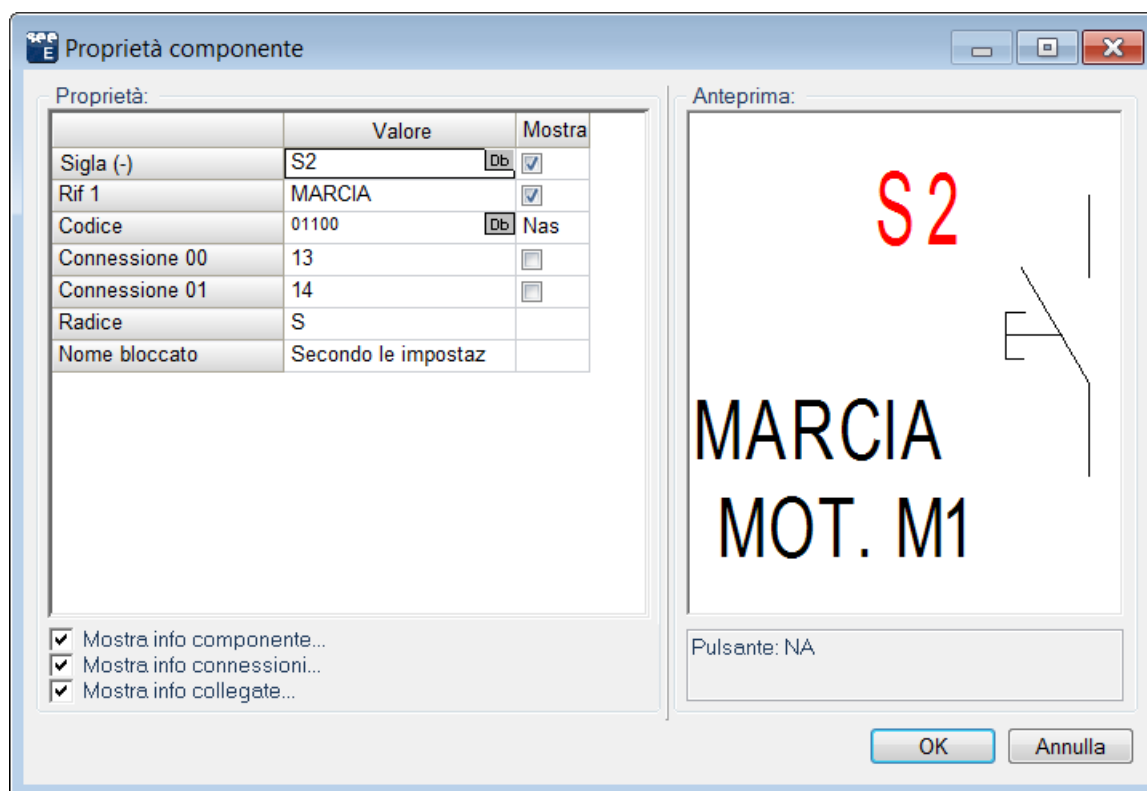 see
E
Proprietà componente
Proprietà:
Valore Mostra
Sigla (-) S2 Db
Rif 1 MARCIA
Codice 01100 Db Nas
Connessione 00 13
Connessione 01 14
Radice S
Nome bloccato Secondo le impostaz
Mostra info componente...
Mostra info connessioni...
Mostra info collegate...
Anteprima:
S2
MARCIA
MOT. M1
Pulsante: NA
OK Annulla